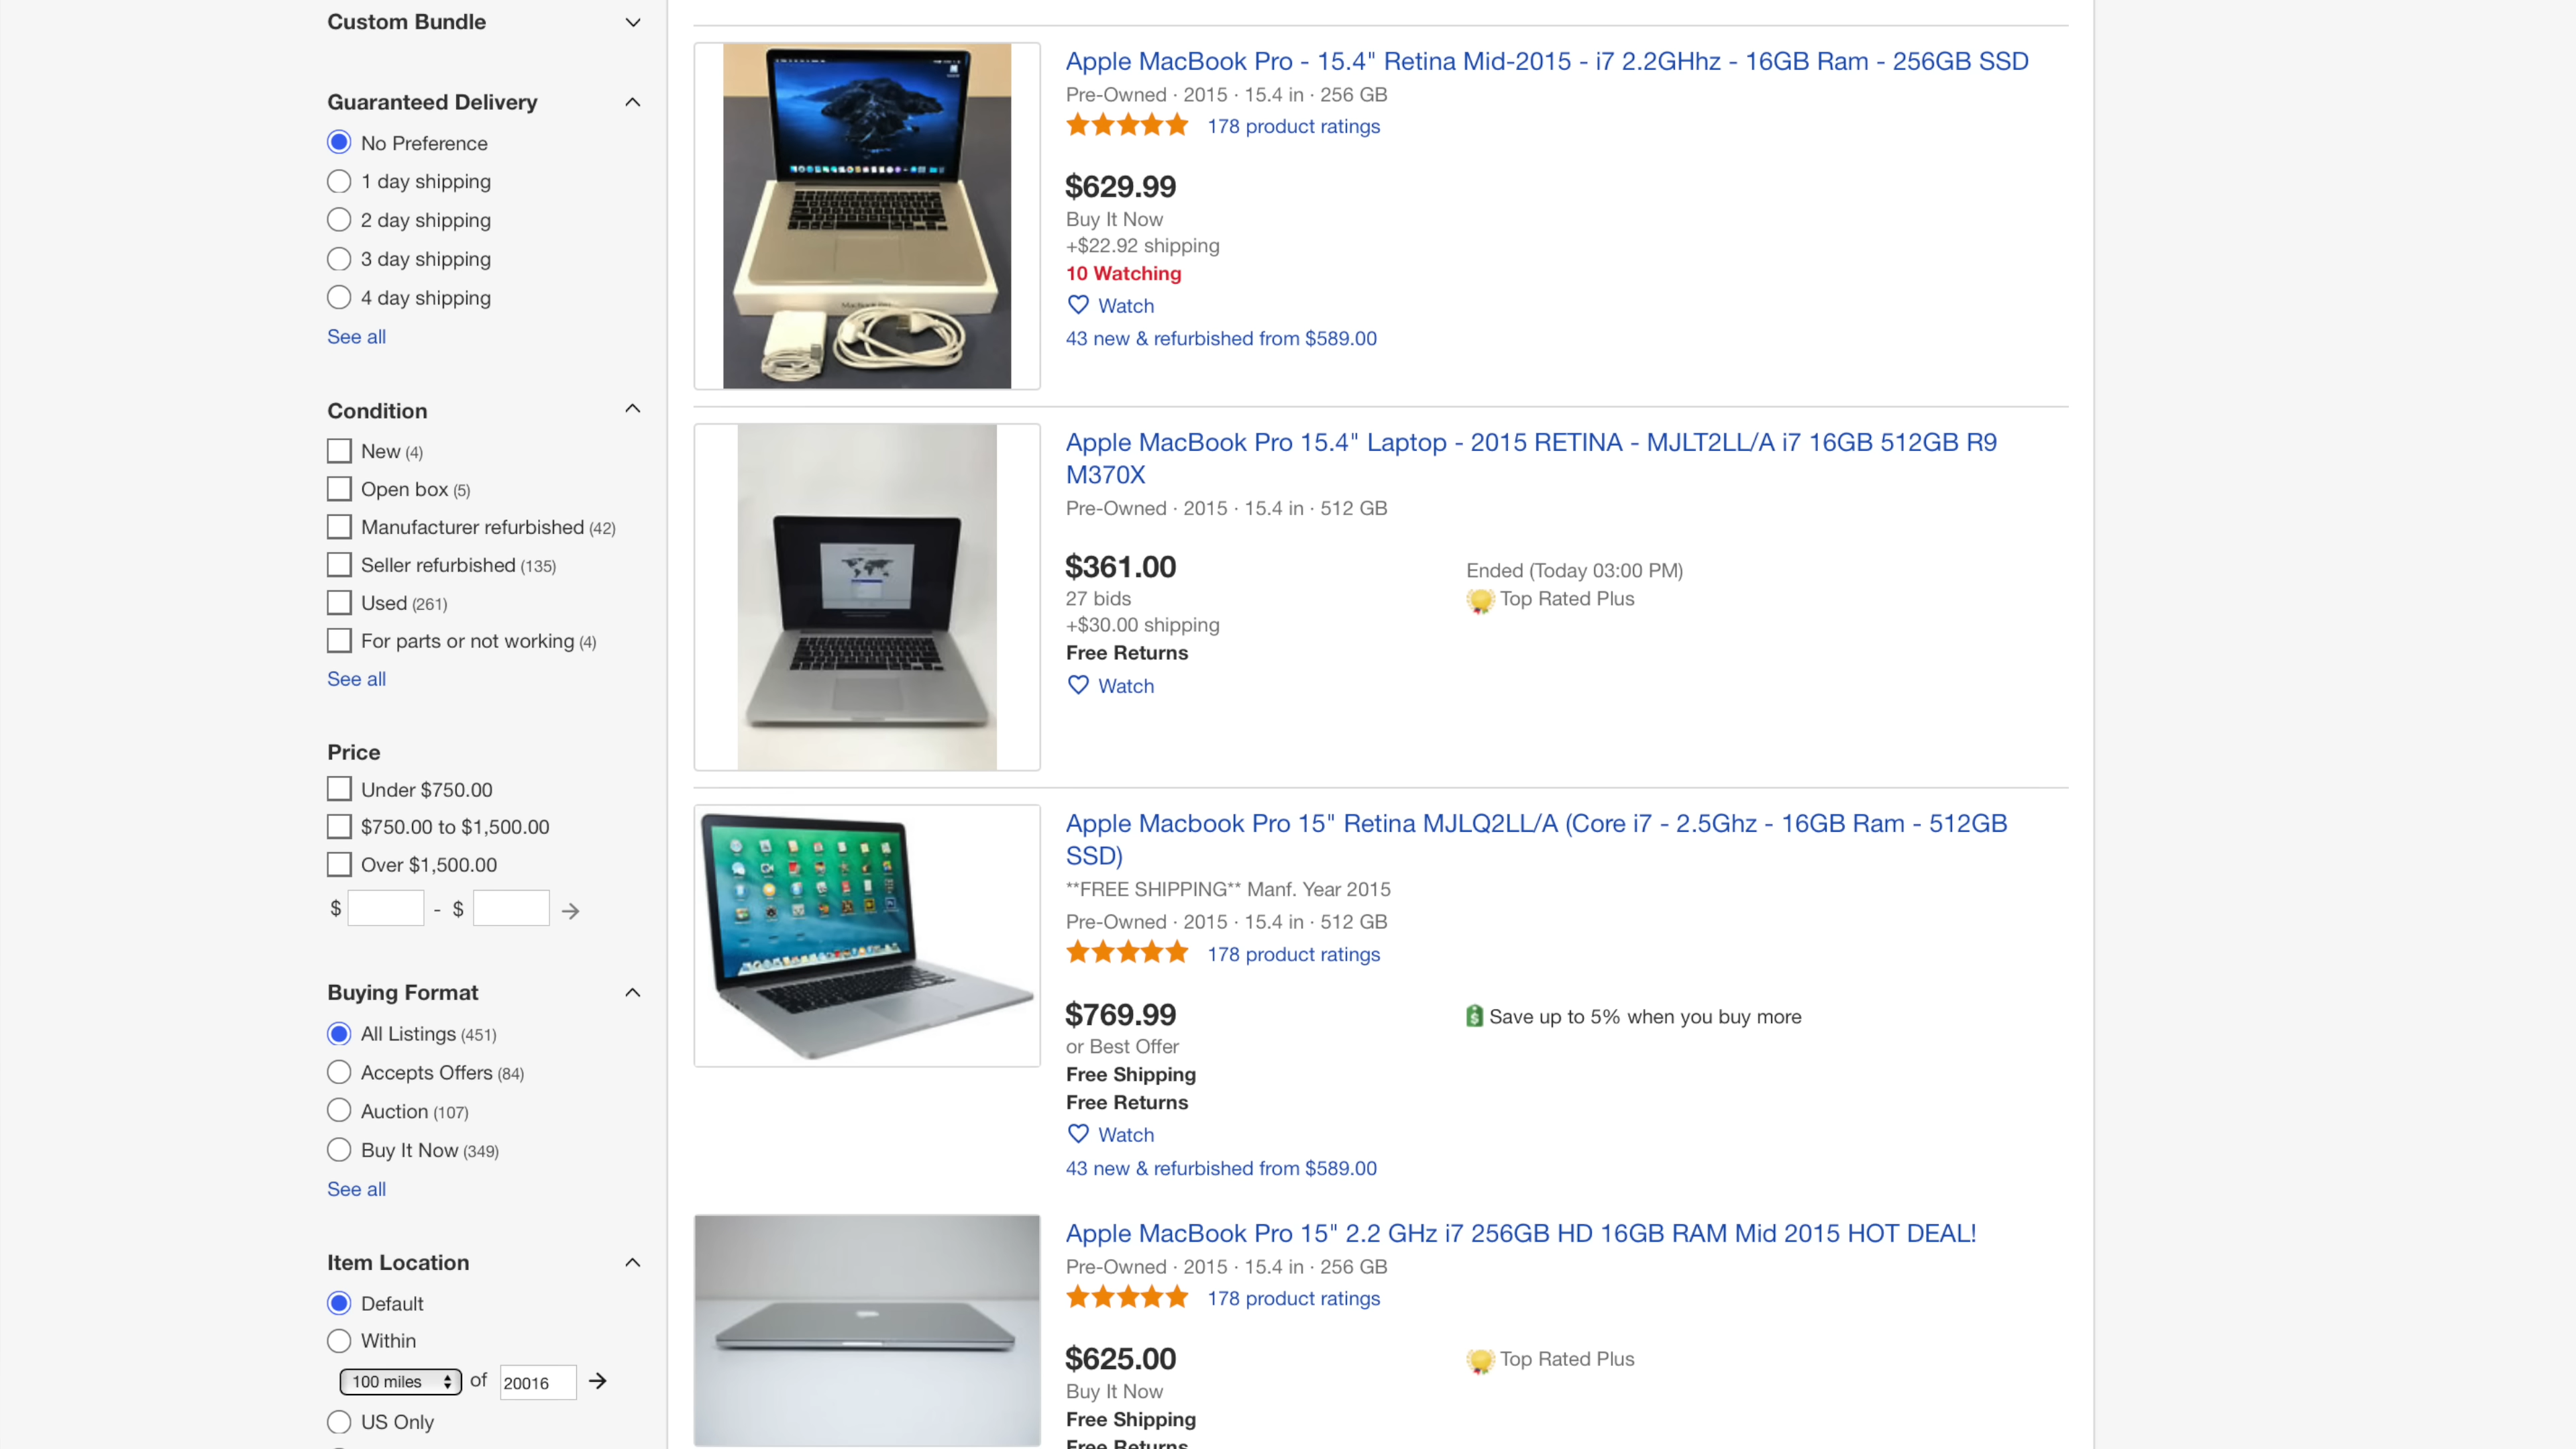 Custom Bundle
Guaranteed Delivery
No Preference
1 day shipping
2 day shipping
3 day shipping
4 day shipping
See all
Condition
New (4)
Open box (5)
Manufacturer refurbished (42)
Seller refurbished (135)
Used (261)
For parts or not working (4)
See all
Price
Under $750.00
$750.00 to $1,500.00
Over $1,500.00
$ - $
Buying Format
All Listings (451)
Accepts Offers (84)
Auction (107)
Buy It Now (349)
See all
Item Location
Default
Within
100 miles of 20016
US Only
Apple MacBook Pro - 15.4" Retina Mid-2015 - i7 2.2GHhz - 16GB Ram - 256GB SSD
Pre-Owned · 2015 · 15.4 in · 256 GB
178 product ratings
$629.99
Buy It Now
+$22.92 shipping
10 Watching
Watch
43 new & refurbished from $589.00
Apple MacBook Pro 15.4" Laptop - 2015 RETINA - MJLT2LL/A i7 16GB 512GB R9
M370X
Pre-Owned · 2015 · 15.4 in · 512 GB
$361.00
27 bids
+$30.00 shipping
Free Returns
Watch
Ended (Today 03:00 PM)
Top Rated Plus
Apple Macbook Pro 15" Retina MJLQ2LL/A (Core i7 - 2.5Ghz - 16GB Ram - 512GB
SSD)
**FREE SHIPPING** Manf. Year 2015
Pre-Owned · 2015 · 15.4 in · 512 GB
178 product ratings
$769.99
or Best Offer
Free Shipping
Free Returns
Watch
43 new & refurbished from $589.00
Save up to 5% when you buy more
Apple MacBook Pro 15" 2.2 GHz i7 256GB HD 16GB RAM Mid 2015 HOT DEAL!
Pre-Owned · 2015 · 15.4 in · 256 GB
178 product ratings
$625.00
Buy It Now
Free Shipping
Free Returns
Top Rated Plus